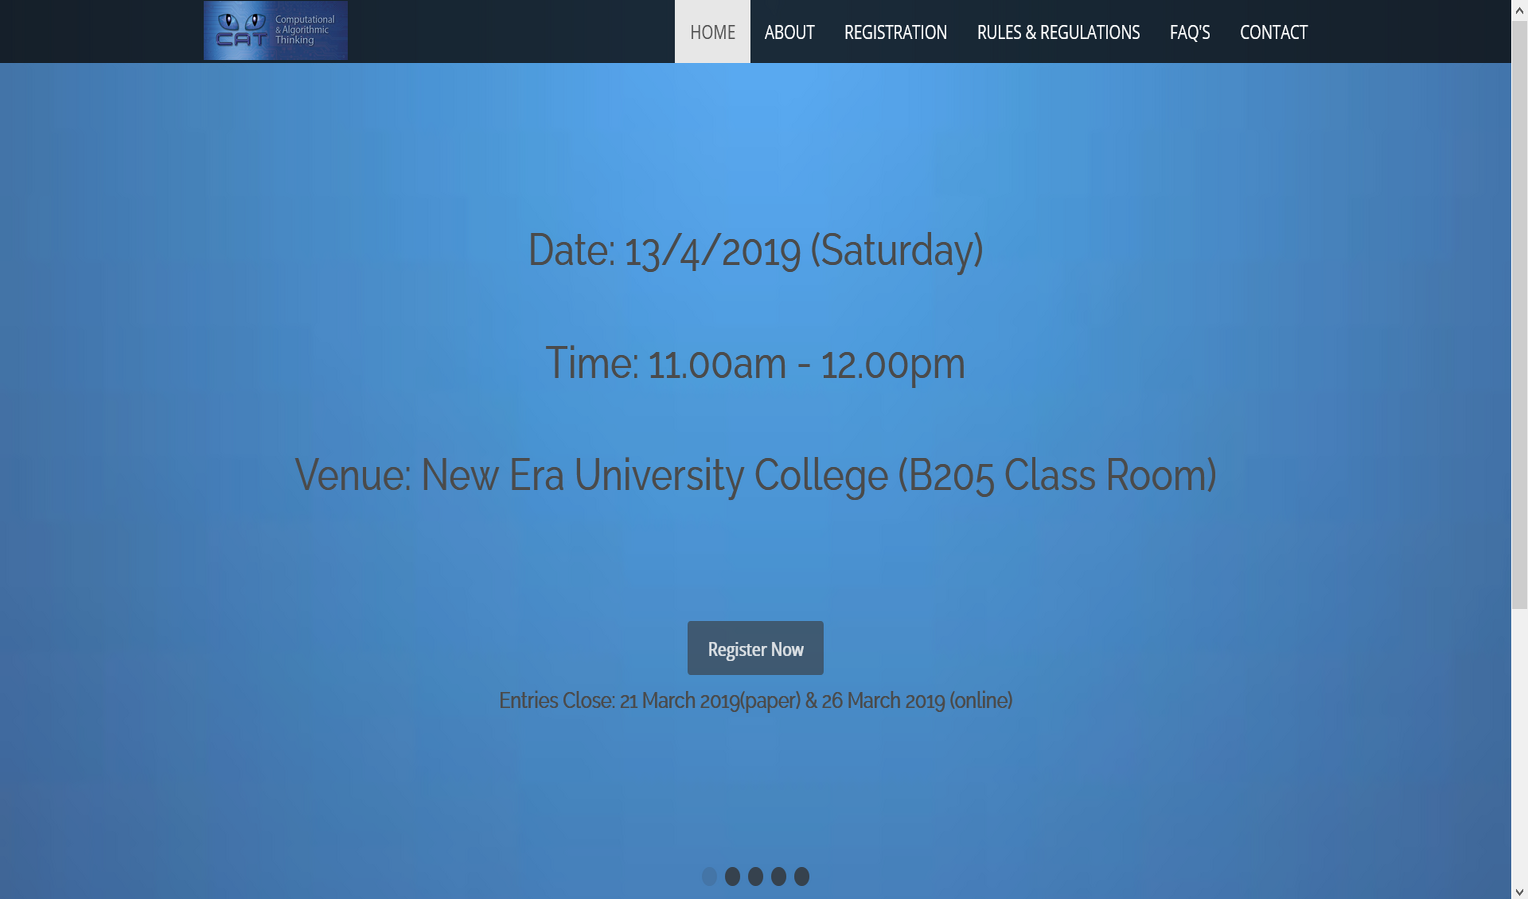 CAT
Computational
& Algorithmic
Thinking
HOME
ABOUT
REGISTRATION
RULES & REGULATIONS
FAQ'S
CONTACT
Date: 13/4/2019 (Saturday)
Time: 11.00am - 12.00pm
Venue: New Era University College (B205 Class Room)
Register Now
Entries Close: 21 March 2019(paper) & 26 March 2019 (online)